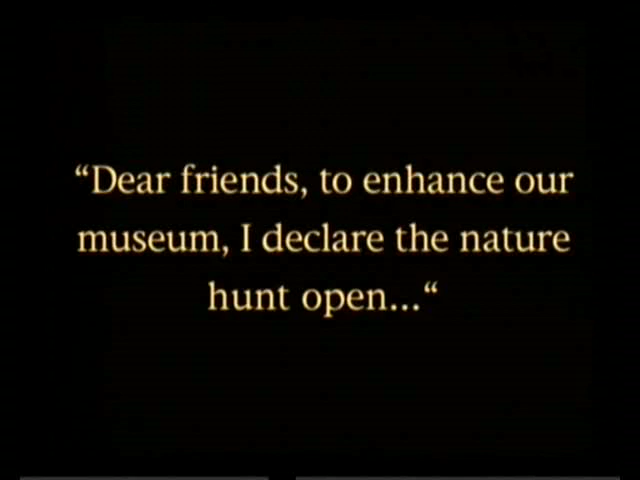 “Dear friends, to enhance our
museum, I declare the nature
hunt open...“